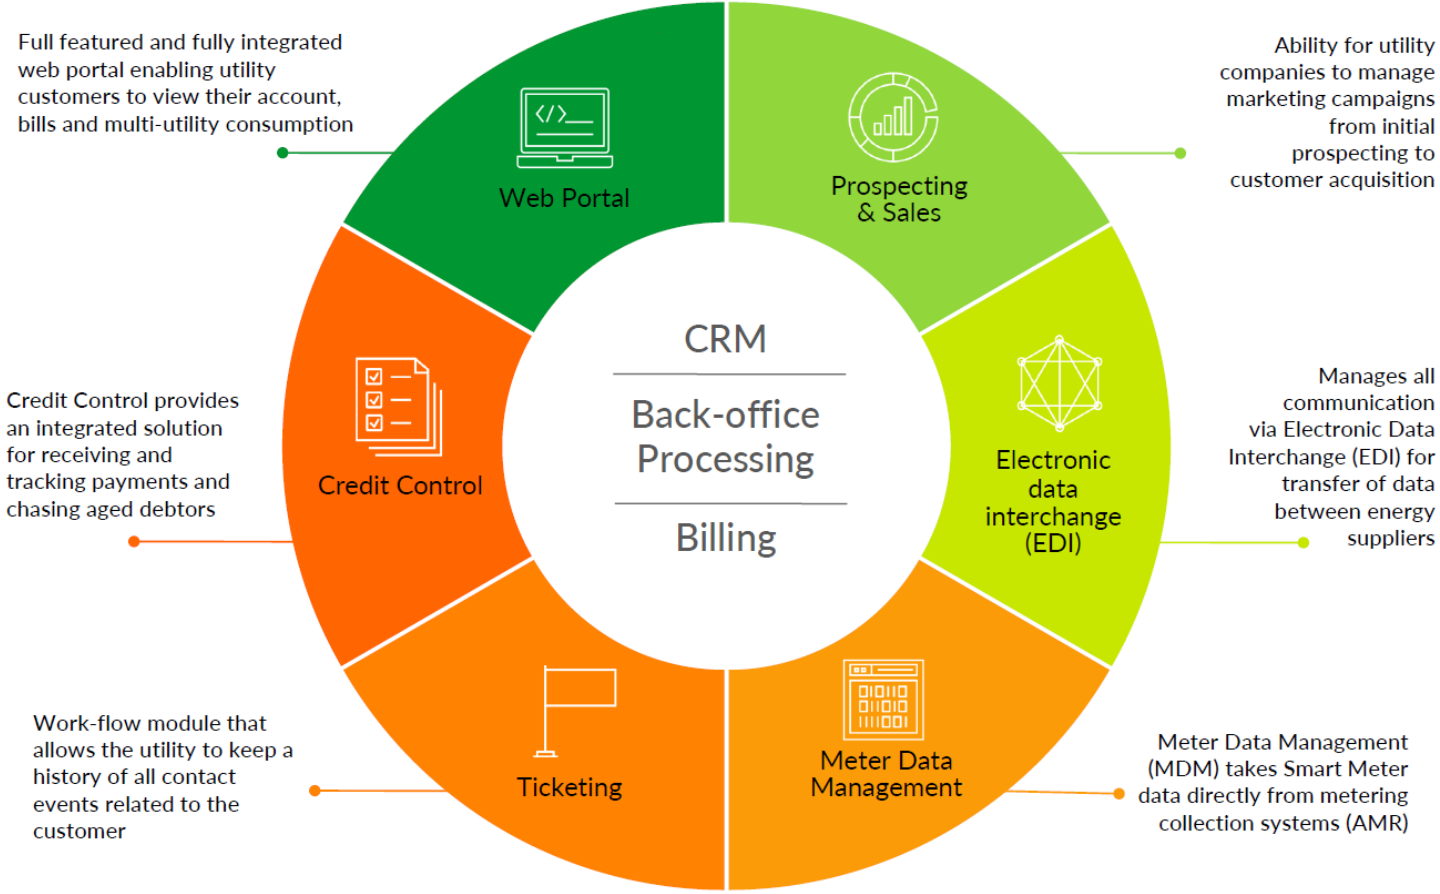 Full featured and fully integrated
web portal enabling utility
customers to view their account,
bills and multi-utility consumption
Web Portal
Prospecting
& Sales
Ability for utility
companies to manage
marketing campaigns
from initial
prospecting to
customer acquisition
Credit Control provides
an integrated solution
for receiving and
tracking payments and
chasing aged debtors
Credit Control
CRM
Back-office
Processing
Billing
Electronic
data
interchange
(EDI)
Manages all
communication
via Electronic Data
Interchange (EDI) for
transfer of data
between energy
suppliers
Work-flow module that
allows the utility to keep a
history of all contact
events related to the
customer
Ticketing
Meter Data
Management
Meter Data Management
(MDM) takes Smart Meter
data directly from metering
collection systems (AMR)